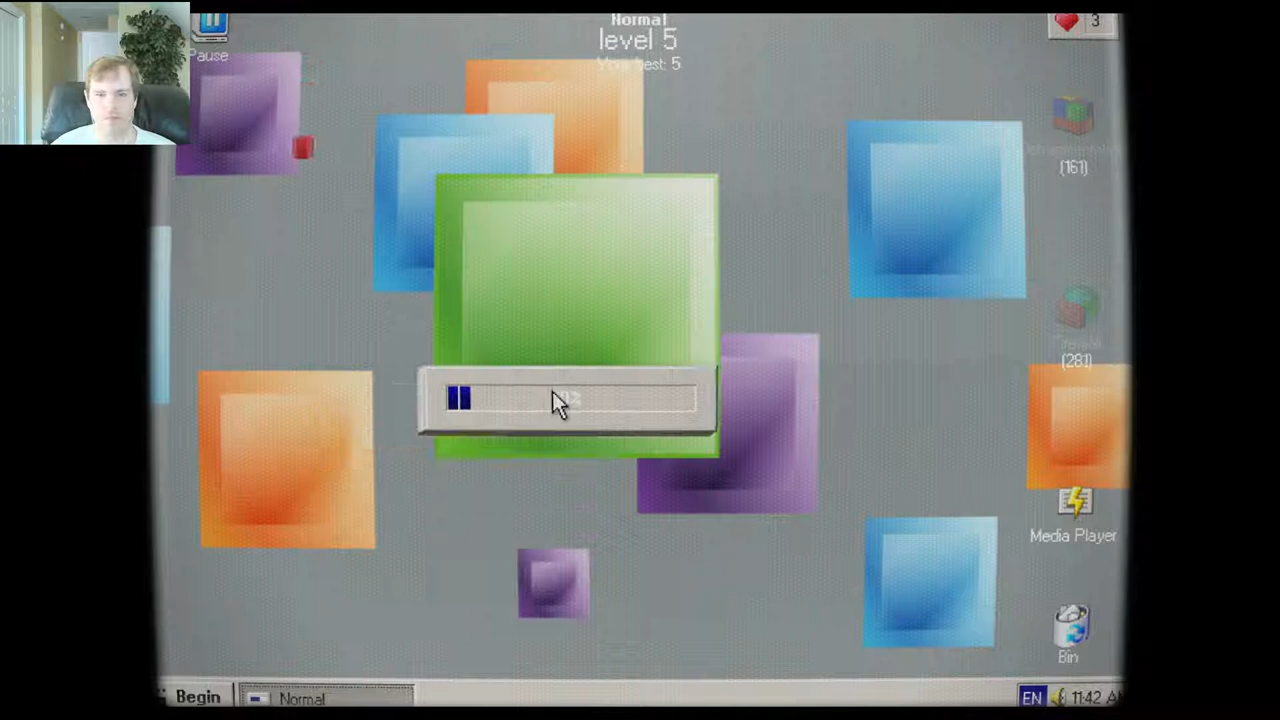 Normal
level 5
Your best: 5
3
Pause
(161)
(281)
Media Player
Bin
Begin
Normal
EN
11:42 A